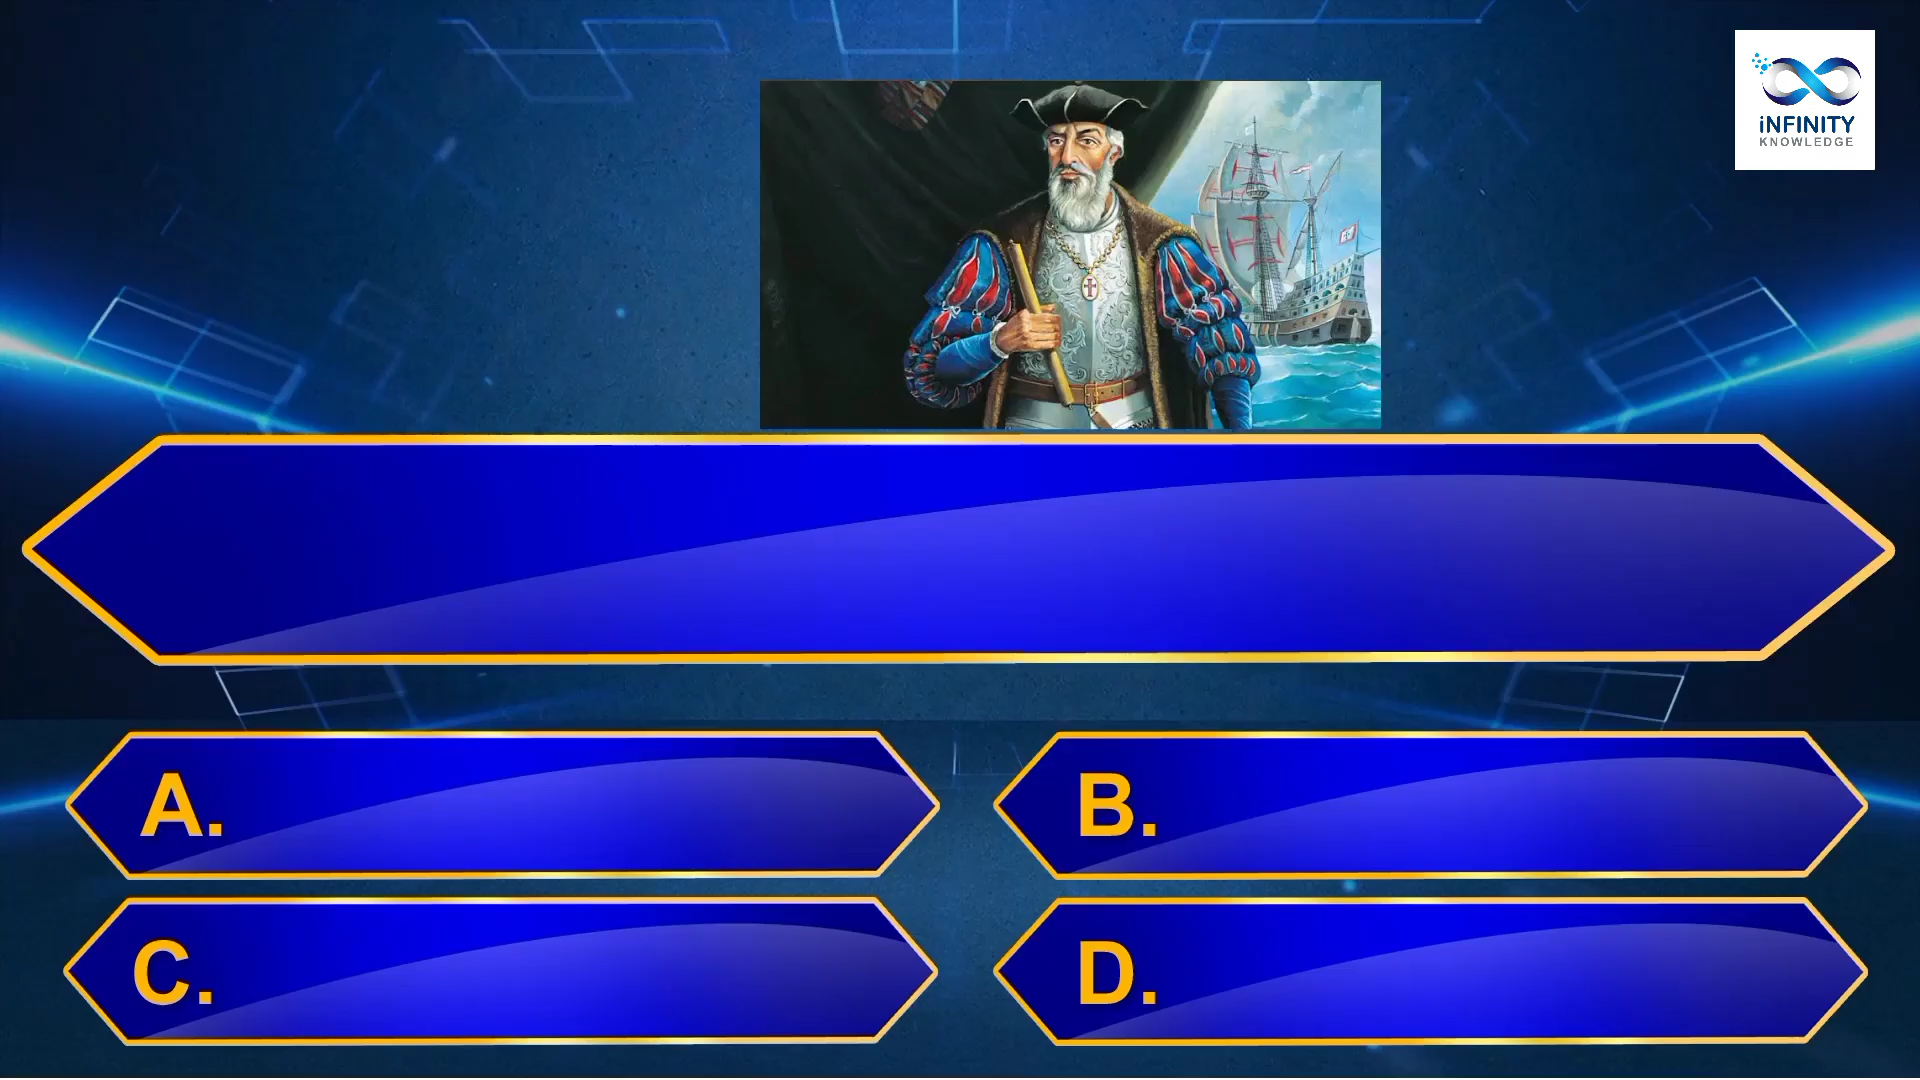 iNFINITY
KNOWLEDGE
A.
B.
C.
D.